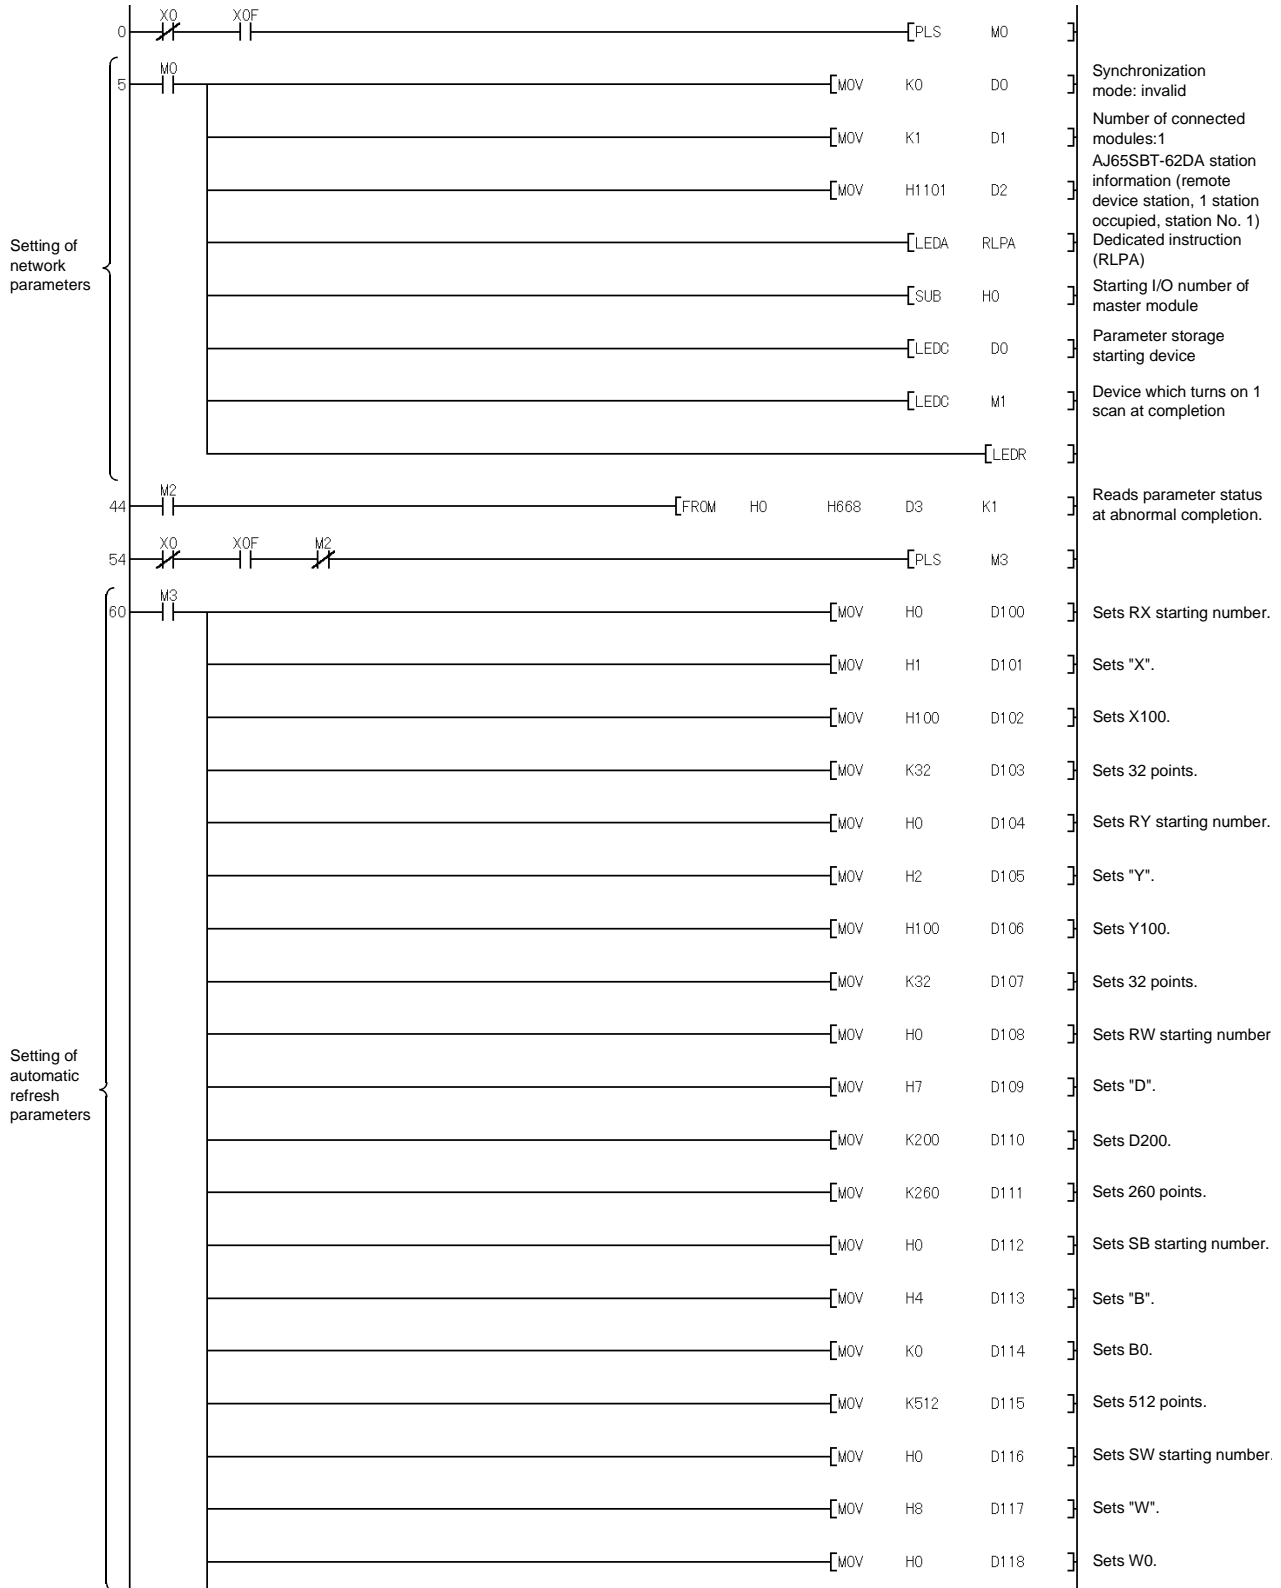 X0 X0F
0 PLS M0
M0
5 MOV K0 D0
Synchronization
mode: invalid
MOV K1 D1
Number of connected
modules:1
MOV H1101 D2
AJ65SBT-62DA station
information (remote
device station, 1 station
occupied, station No. 1)
Setting of
network
parameters
LEDA RLPA
Dedicated instruction
(RLPA)
SUB H0
Starting I/O number of
master module
LEDC D0
Parameter storage
starting device
LEDC M1
Device which turns on 1
scan at completion
LEDR
M2
44 FROM H0 H668 D3 K1
Reads parameter status
at abnormal completion.
X0 X0F M2
54 PLS M3
M3
60 MOV H0 D100 Sets RX starting number.
MOV H1 D101 Sets "X".
MOV H100 D102 Sets X100.
MOV K32 D103 Sets 32 points.
MOV H0 D104 Sets RY starting number.
MOV H2 D105 Sets "Y".
MOV H100 D106 Sets Y100.
MOV K32 D107 Sets 32 points.
MOV H0 D108 Sets RW starting number
Setting of
automatic
refresh
parameters
MOV H7 D109 Sets "D".
MOV K200 D110 Sets D200.
MOV K260 D111 Sets 260 points.
MOV H0 D112 Sets SB starting number.
MOV H4 D113 Sets "B".
MOV K0 D114 Sets B0.
MOV K512 D115 Sets 512 points.
MOV H0 D116 Sets SW starting number.
MOV H8 D117 Sets "W".
MOV H0 D118 Sets W0.